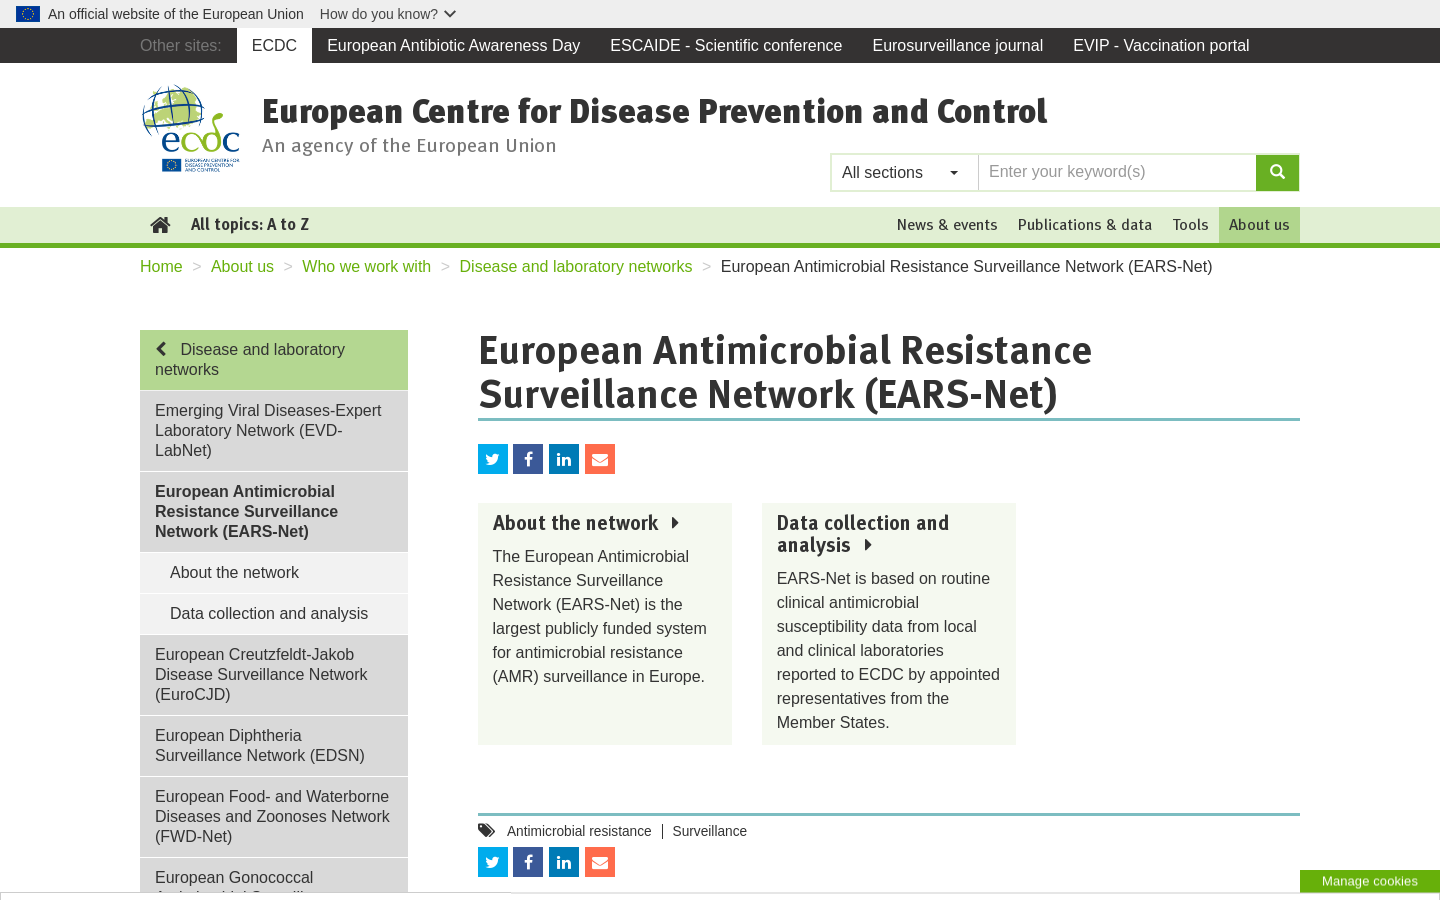 An official website of the European Union How do you know?
Other sites: ECDC European Antibiotic Awareness Day ESCAIDE - Scientific conference Eurosurveillance journal EVIP - Vaccination portal
ecdc
EUROPEAN CENTRE FOR
DISEASE PREVENTION
AND CONTROL
European Centre for Disease Prevention and Control
An agency of the European Union
All sections Enter your keyword(s)
All topics: A to Z News & events Publications & data Tools About us
Home > About us > Who we work with > Disease and laboratory networks > European Antimicrobial Resistance Surveillance Network (EARS-Net)
Disease and laboratory
networks
Emerging Viral Diseases-Expert
Laboratory Network (EVD-
LabNet)
European Antimicrobial
Resistance Surveillance
Network (EARS-Net)
About the network
Data collection and analysis
European Creutzfeldt-Jakob
Disease Surveillance Network
(EuroCJD)
European Diphtheria
Surveillance Network (EDSN)
European Food- and Waterborne
Diseases and Zoonoses Network
(FWD-Net)
European Gonococcal
European Antimicrobial Resistance
Surveillance Network (EARS-Net)
About the network
The European Antimicrobial
Resistance Surveillance
Network (EARS-Net) is the
largest publicly funded system
for antimicrobial resistance
(AMR) surveillance in Europe.
Data collection and
analysis
EARS-Net is based on routine
clinical antimicrobial
susceptibility data from local
and clinical laboratories
reported to ECDC by appointed
representatives from the
Member States.
Antimicrobial resistance | Surveillance
Manage cookies